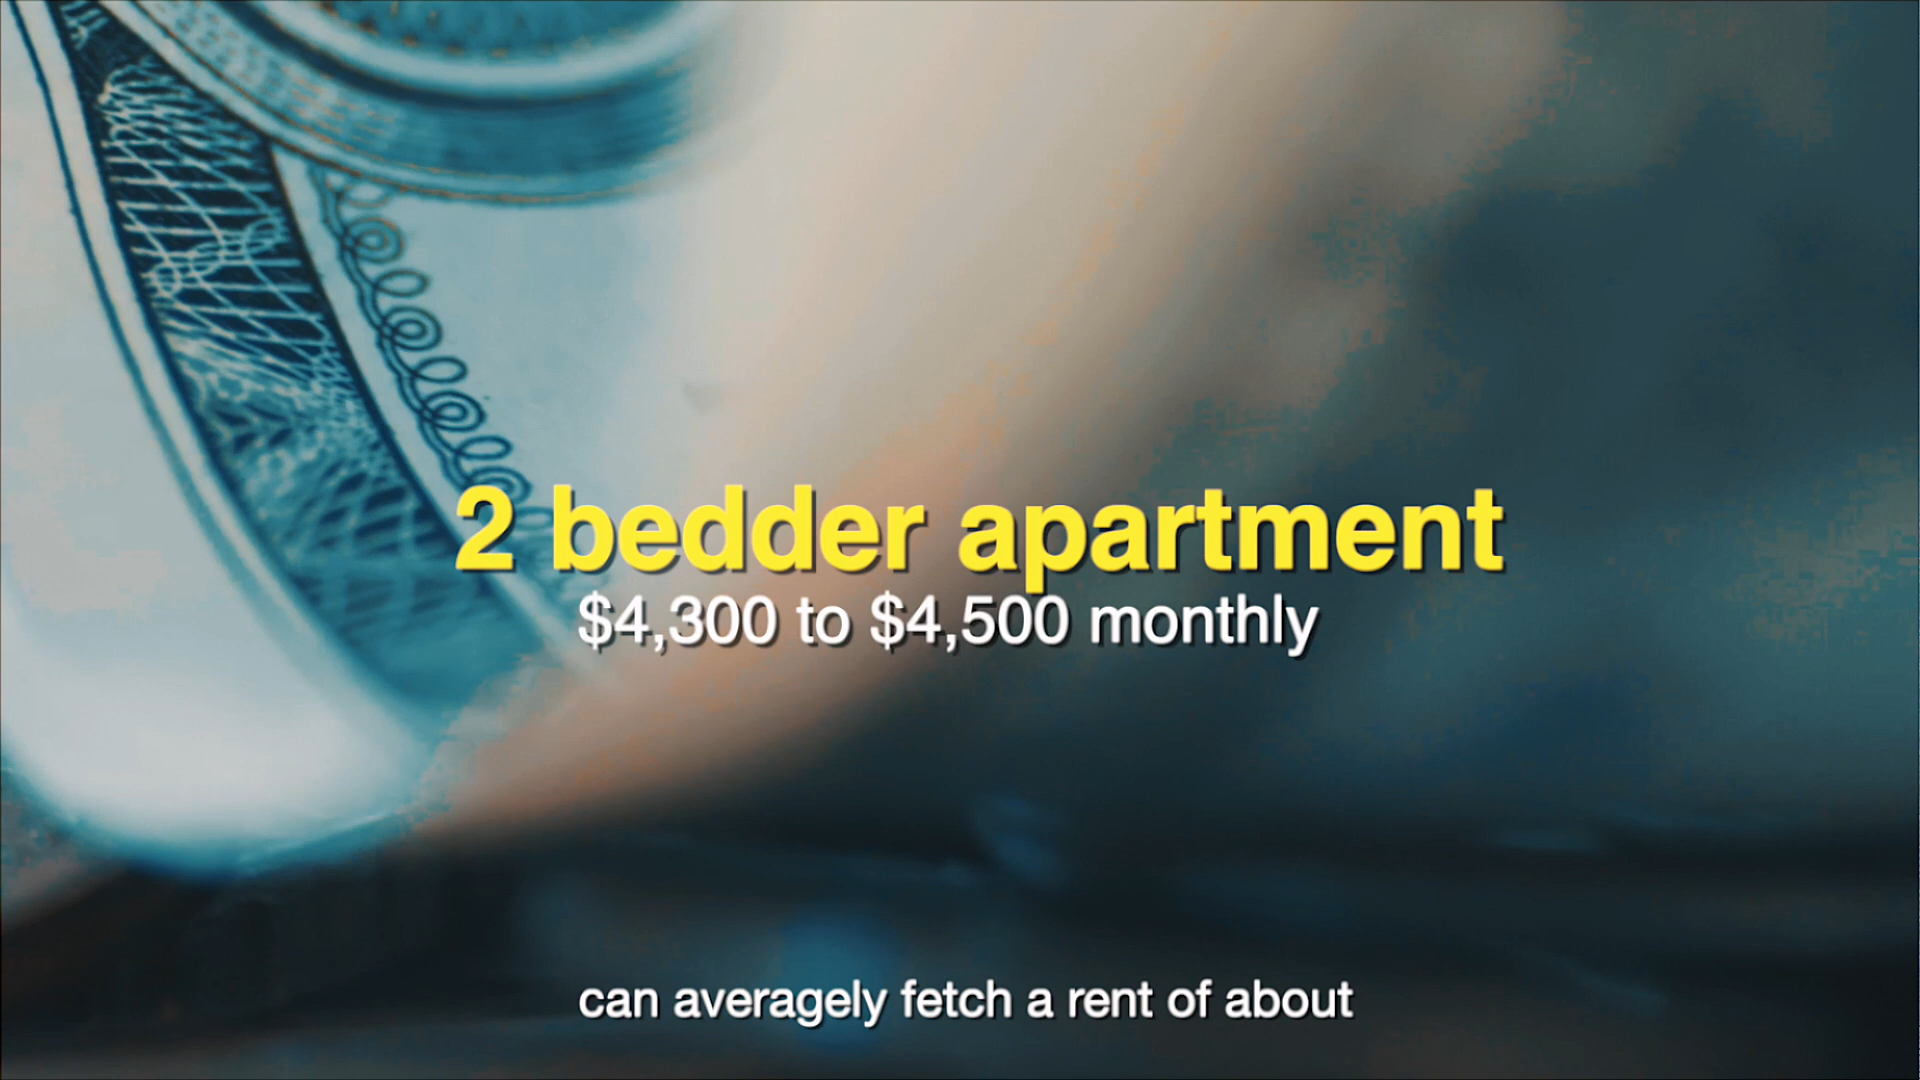 2 bedder apartment
$4,300 to $4,500 monthly
can averagely fetch a rent of about